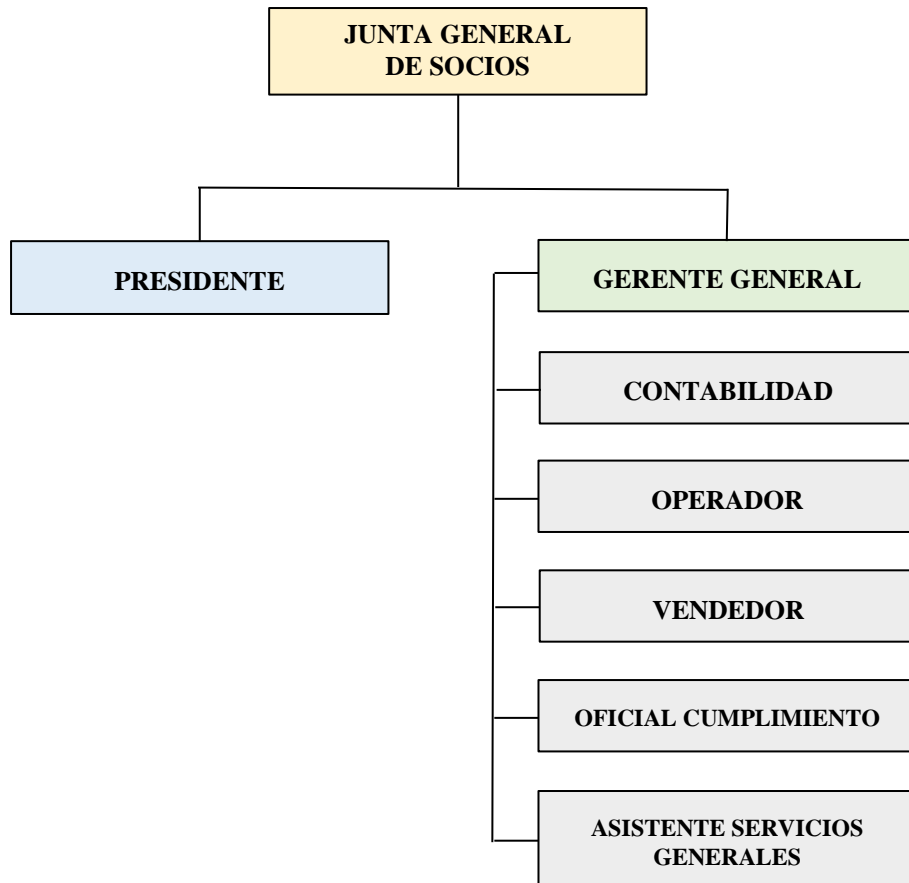 JUNTA GENERAL
DE SOCIOS
PRESIDENTE
GERENTE GENERAL
CONTABILIDAD
OPERADOR
VENDEDOR
OFICIAL CUMPLIMIENTO
ASISTENTE SERVICIOS
GENERALES